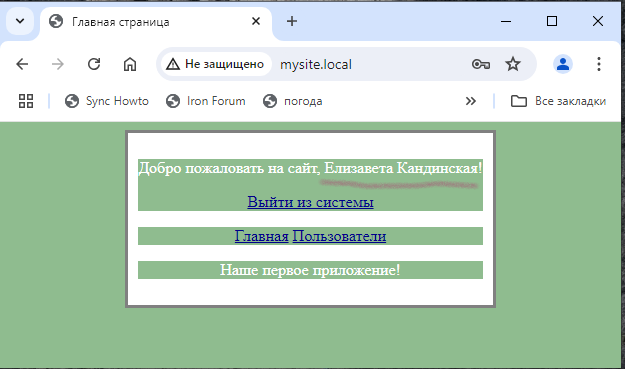 Главная страница
Не защищено
mysite.local
Sync Howto
Iron Forum
погода
Все закладки
Добро пожаловать на сайт, Елизавета Кандинская!
Выйти из системы
Главная Пользователи
Наше первое приложение!